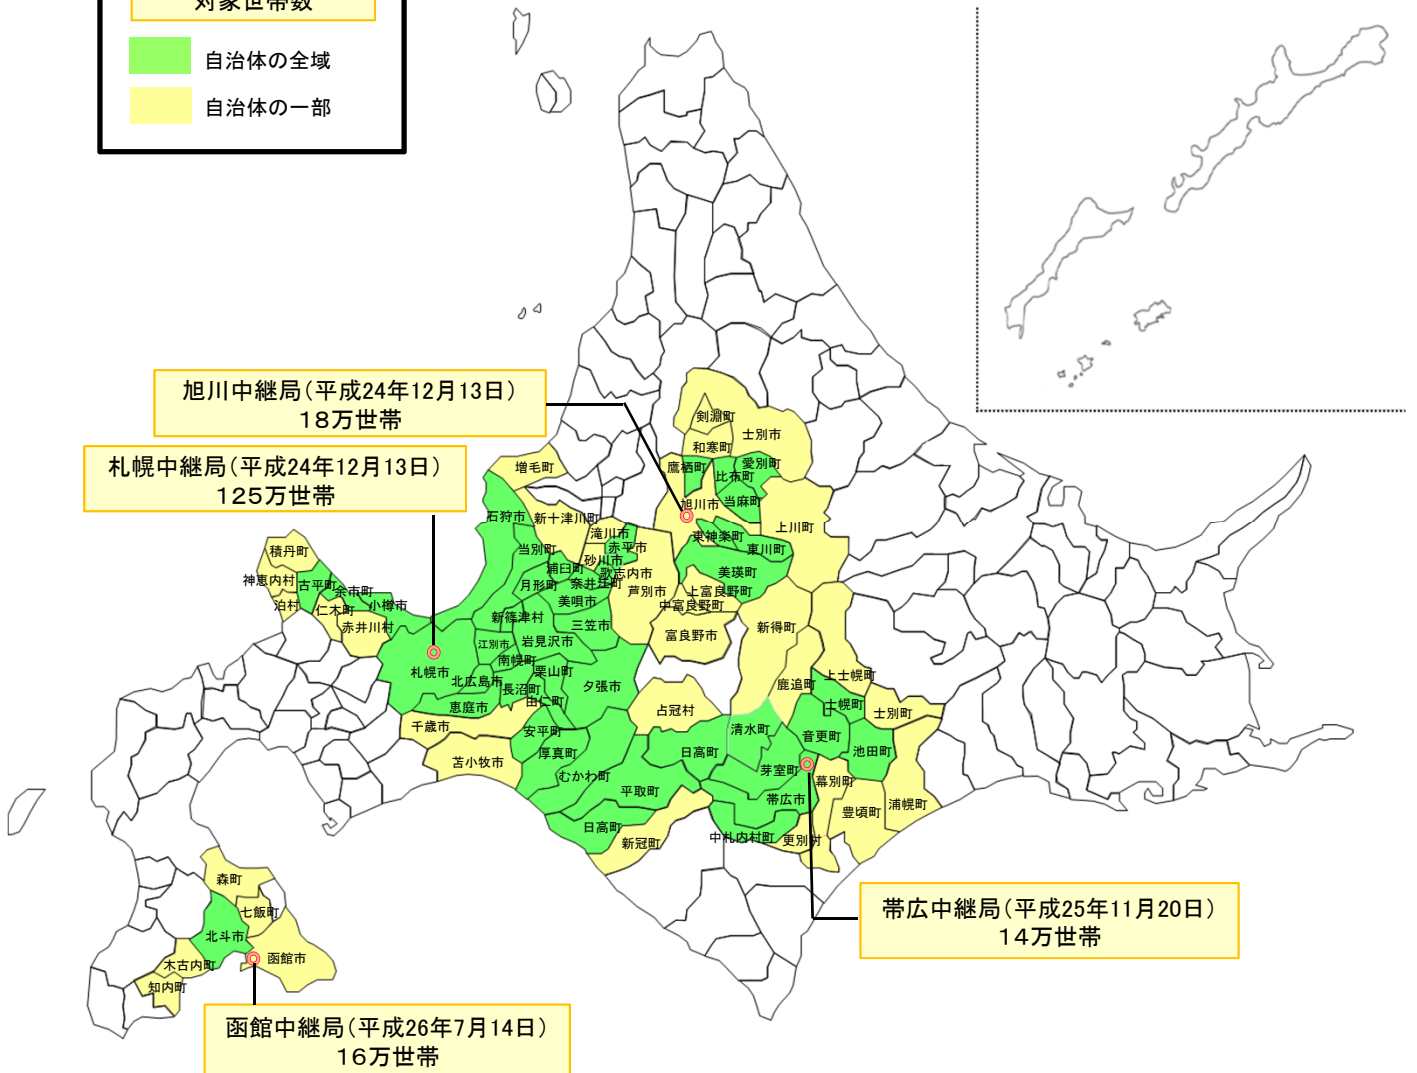 対象世帯数
自治体の全域
自治体の一部
旭川中継局(平成24年12月13日)
18万世帯
札幌中継局(平成24年12月13日)
125万世帯
剣淵町
士別市
和寒町
増毛町
鷹栖町
愛別町
比布町
旭川市
当麻町
石狩市
新十津川町
上川町
滝川市
東神楽町
赤平市
東川町
積丹町
当別町
砂川市
浦臼町
歌志内市
美瑛町
神恵内村
古平町
余市町
月形町
奈井江町
芦別市
上富良野町
泊村
仁木町
小樽市
美唄市
中富良野町
赤井川村
新篠津村
三笠市
新得町
富良野市
江別市
岩見沢市
南幌町
札幌市
北広島市
栗山町
長沼町
夕張市
上士幌町
鹿追町
由仁町
恵庭市
占冠村
士幌町
士別町
千歳市
安平町
清水町
音更町
厚真町
日高町
池田町
苫小牧市
むかわ町
芽室町
幕別町
平取町
帯広市
浦幌町
豊頃町
日高町
新冠町
中札内村町
更別村
森町
七飯町
北斗市
函館市
木古内町
知内町
帯広中継局(平成25年11月20日)
14万世帯
函館中継局(平成26年7月14日)
16万世帯